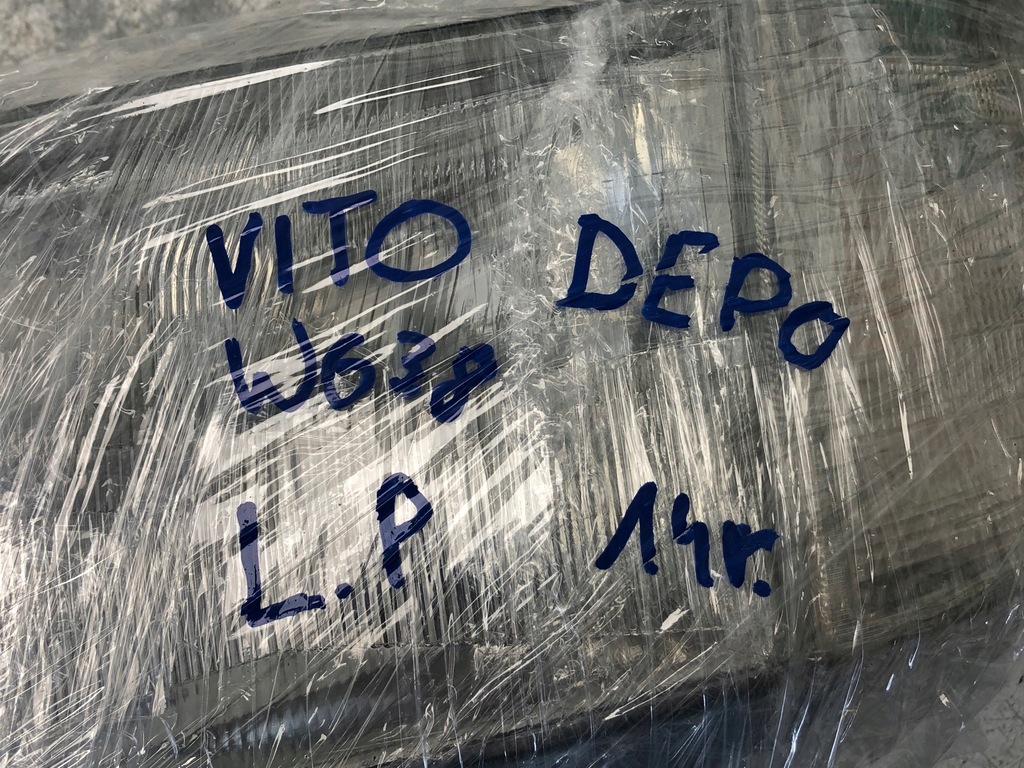 VITO DEPO
W638
L.P 14r.